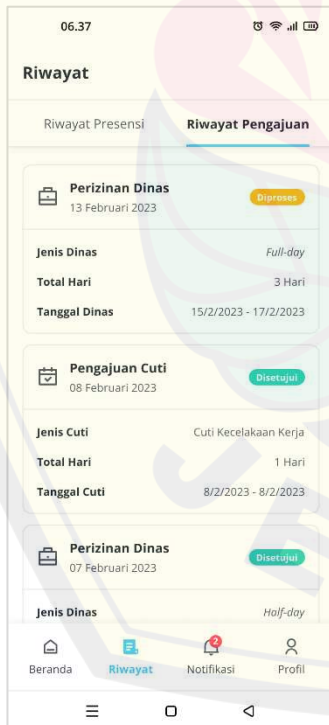 06.37
Riwayat
Riwayat Presensi Riwayat Pengajuan
Perizinan Dinas
13 Februari 2023
Diproses
Jenis Dinas Full-day
Total Hari 3 Hari
Tanggal Dinas 15/2/2023 - 17/2/2023
Pengajuan Cuti
08 Februari 2023
Disetujui
Jenis Cuti Cuti Kecelakaan Kerja
Total Hari 1 Hari
Tanggal Cuti 8/2/2023 - 8/2/2023
Perizinan Dinas
07 Februari 2023
Disetujui
Jenis Dinas Half-day
2
Beranda Riwayat Notifikasi Profil